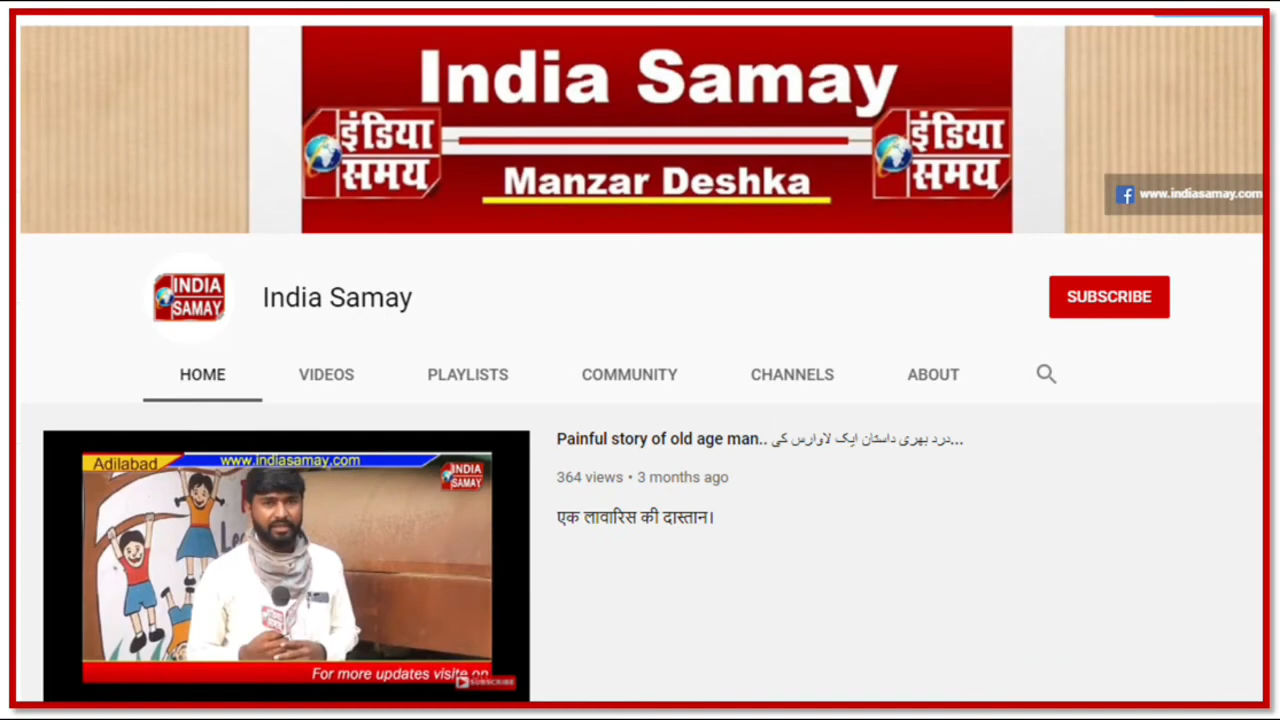 India Samay
इंडिया
समय
इंडिया
समय
Manzar Deshka
www.indiasamay.com
INDIA
SAMAY
India Samay
SUBSCRIBE
HOME VIDEOS PLAYLISTS COMMUNITY CHANNELS ABOUT
Painful story of old age man.. درد بھری داستان ایک لاوارس کی...
364 views • 3 months ago
एक लावारिस की दास्तान।
Adilabad
www.indiasamay.com
INDIA
SAMAY
For more updates visite on
SUBSCRIBE